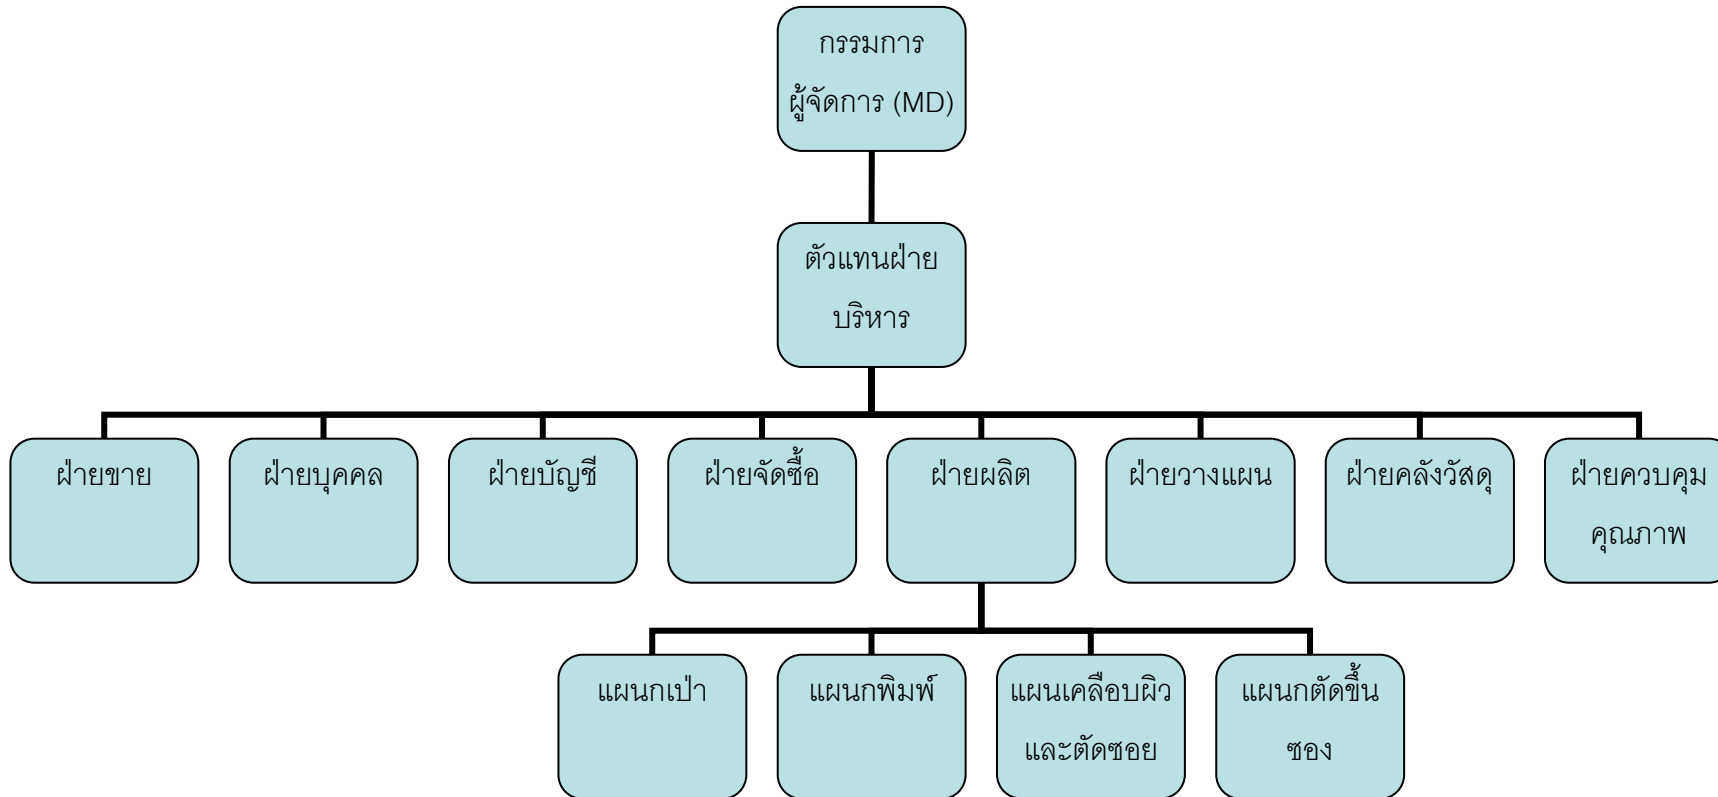 กรรมการ
ผู้จัดการ (MD)
ตัวแทนฝ่าย
บริหาร
ฝ่ายขาย
ฝ่ายบุคคล
ฝ่ายบัญชี
ฝ่ายจัดซื้อ
ฝ่ายผลิต
ฝ่ายวางแผน
ฝ่ายคลังวัสดุ
ฝ่ายควบคุม
คุณภาพ
แผนกเป่า
แผนกพิมพ์
แผนเคลือบผิว
และตัดซอย
แผนกตัดขึ้น
ซอง